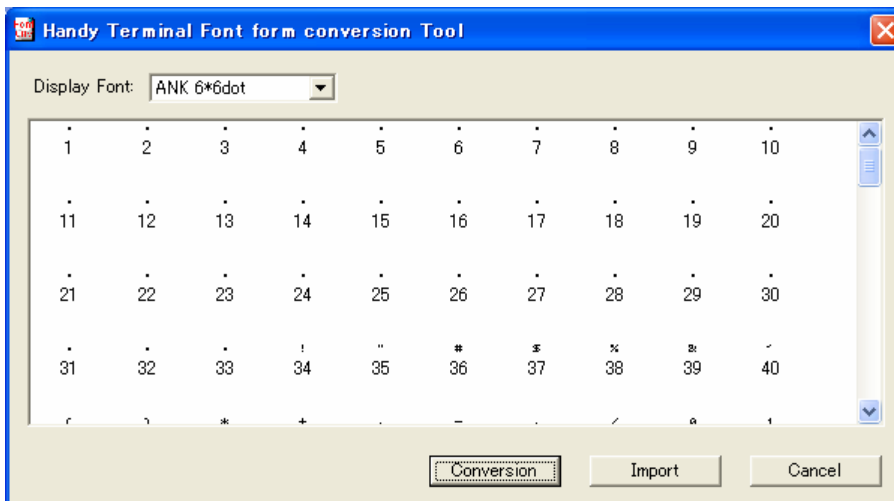 Handy Terminal Font form conversion Tool
Display Font: ANK 6*6dot
. . . . . . . . . .
1 2 3 4 5 6 7 8 9 10
. . . . . . . . . .
11 12 13 14 15 16 17 18 19 20
. . . . . . . . . .
21 22 23 24 25 26 27 28 29 30
. . . ! " # $ % & ´
31 32 33 34 35 36 37 38 39 40
( ) * + , - . / 0 1
Conversion Import Cancel